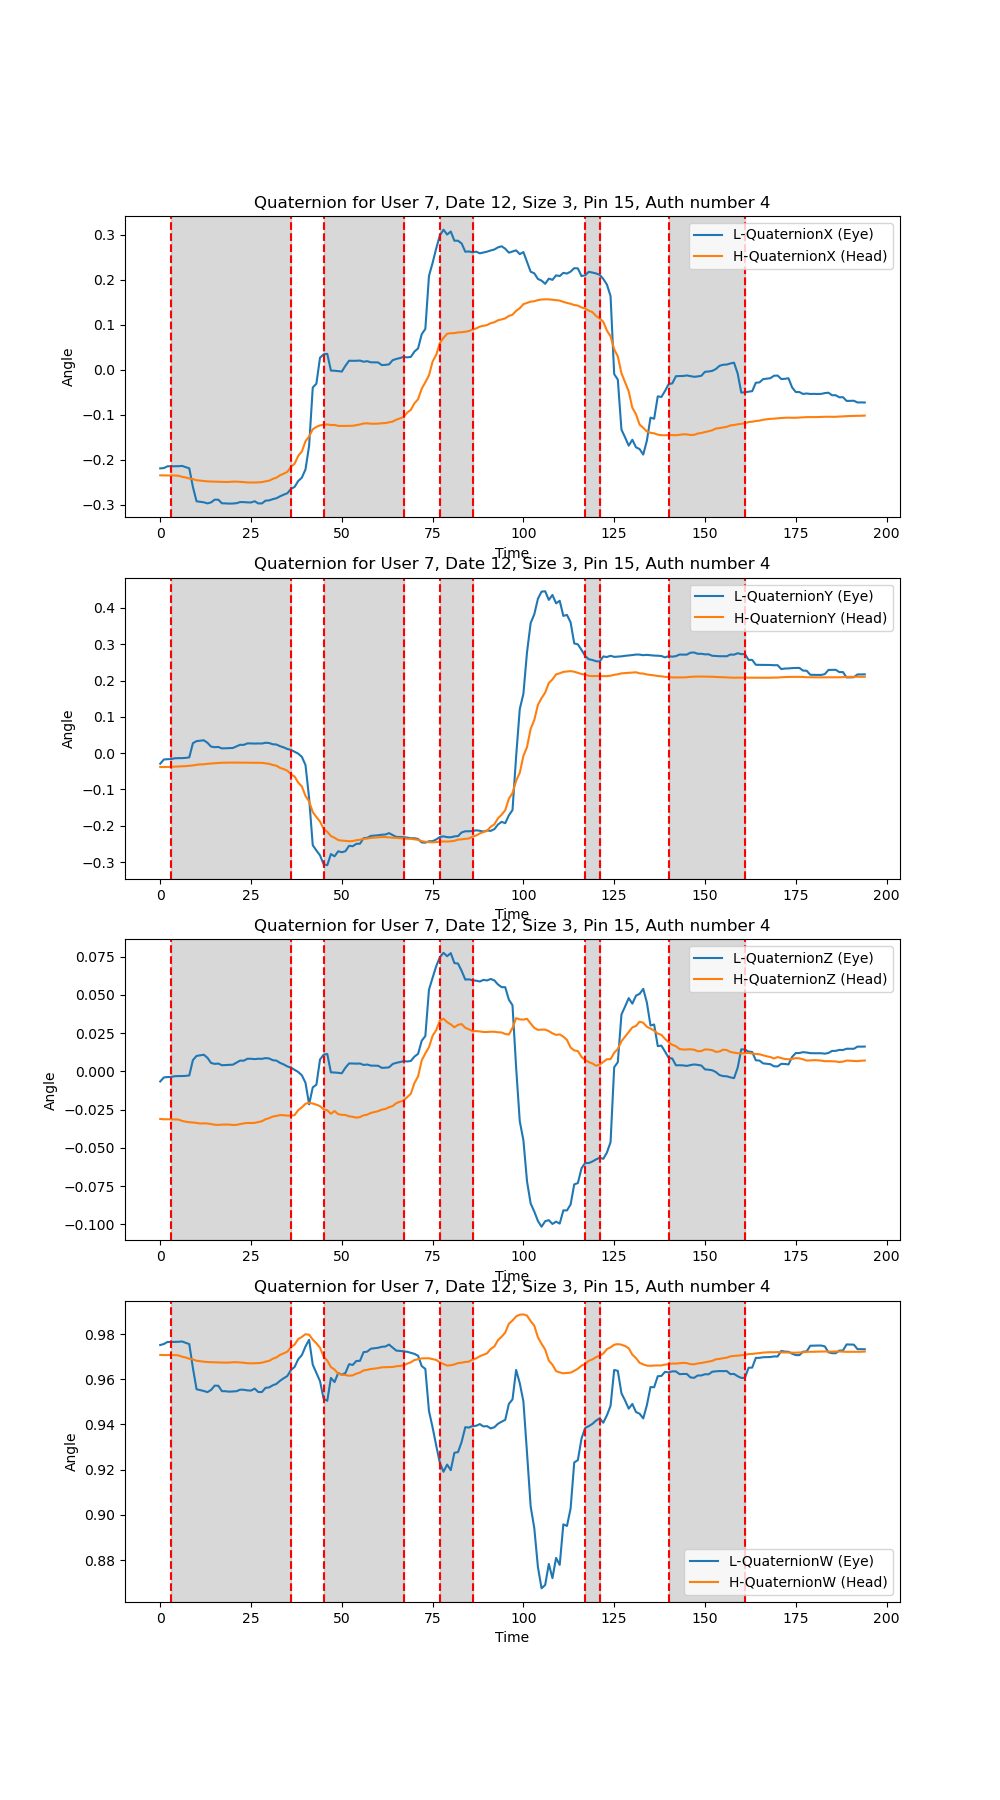 Quaternion for User 7, Date 12, Size 3, Pin 15, Auth number 4
L-QuaternionX (Eye)
H-QuaternionX (Head)
Angle
0.3
0.2
0.1
0.0
−0.1
−0.2
−0.3
0 25 50 75 100 125 150 175 200
Time
Quaternion for User 7, Date 12, Size 3, Pin 15, Auth number 4
L-QuaternionY (Eye)
H-QuaternionY (Head)
Angle
0.4
0.3
0.2
0.1
0.0
−0.1
−0.2
−0.3
0 25 50 75 100 125 150 175 200
Time
Quaternion for User 7, Date 12, Size 3, Pin 15, Auth number 4
L-QuaternionZ (Eye)
H-QuaternionZ (Head)
Angle
0.075
0.050
0.025
0.000
−0.025
−0.050
−0.075
−0.100
0 25 50 75 100 125 150 175 200
Time
Quaternion for User 7, Date 12, Size 3, Pin 15, Auth number 4
Angle
0.98
0.96
0.94
0.92
0.90
0.88
L-QuaternionW (Eye)
H-QuaternionW (Head)
0 25 50 75 100 125 150 175 200
Time